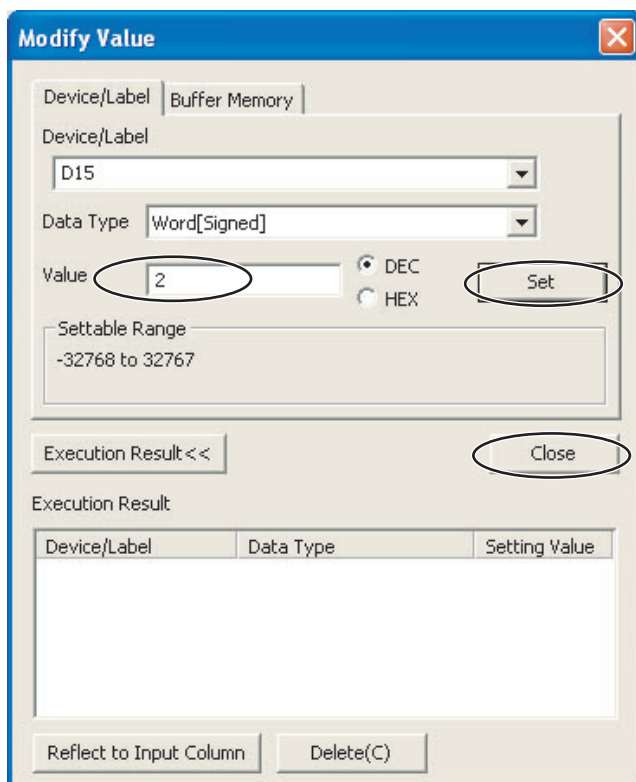 Modify Value
Device/Label Buffer Memory
Device/Label
D15
Data Type Word[Signed]
Value 2 DEC Set
HEX
Settable Range
-32768 to 32767
Execution Result<< Close
Execution Result
Device/Label Data Type Setting Value
Reflect to Input Column Delete(C)